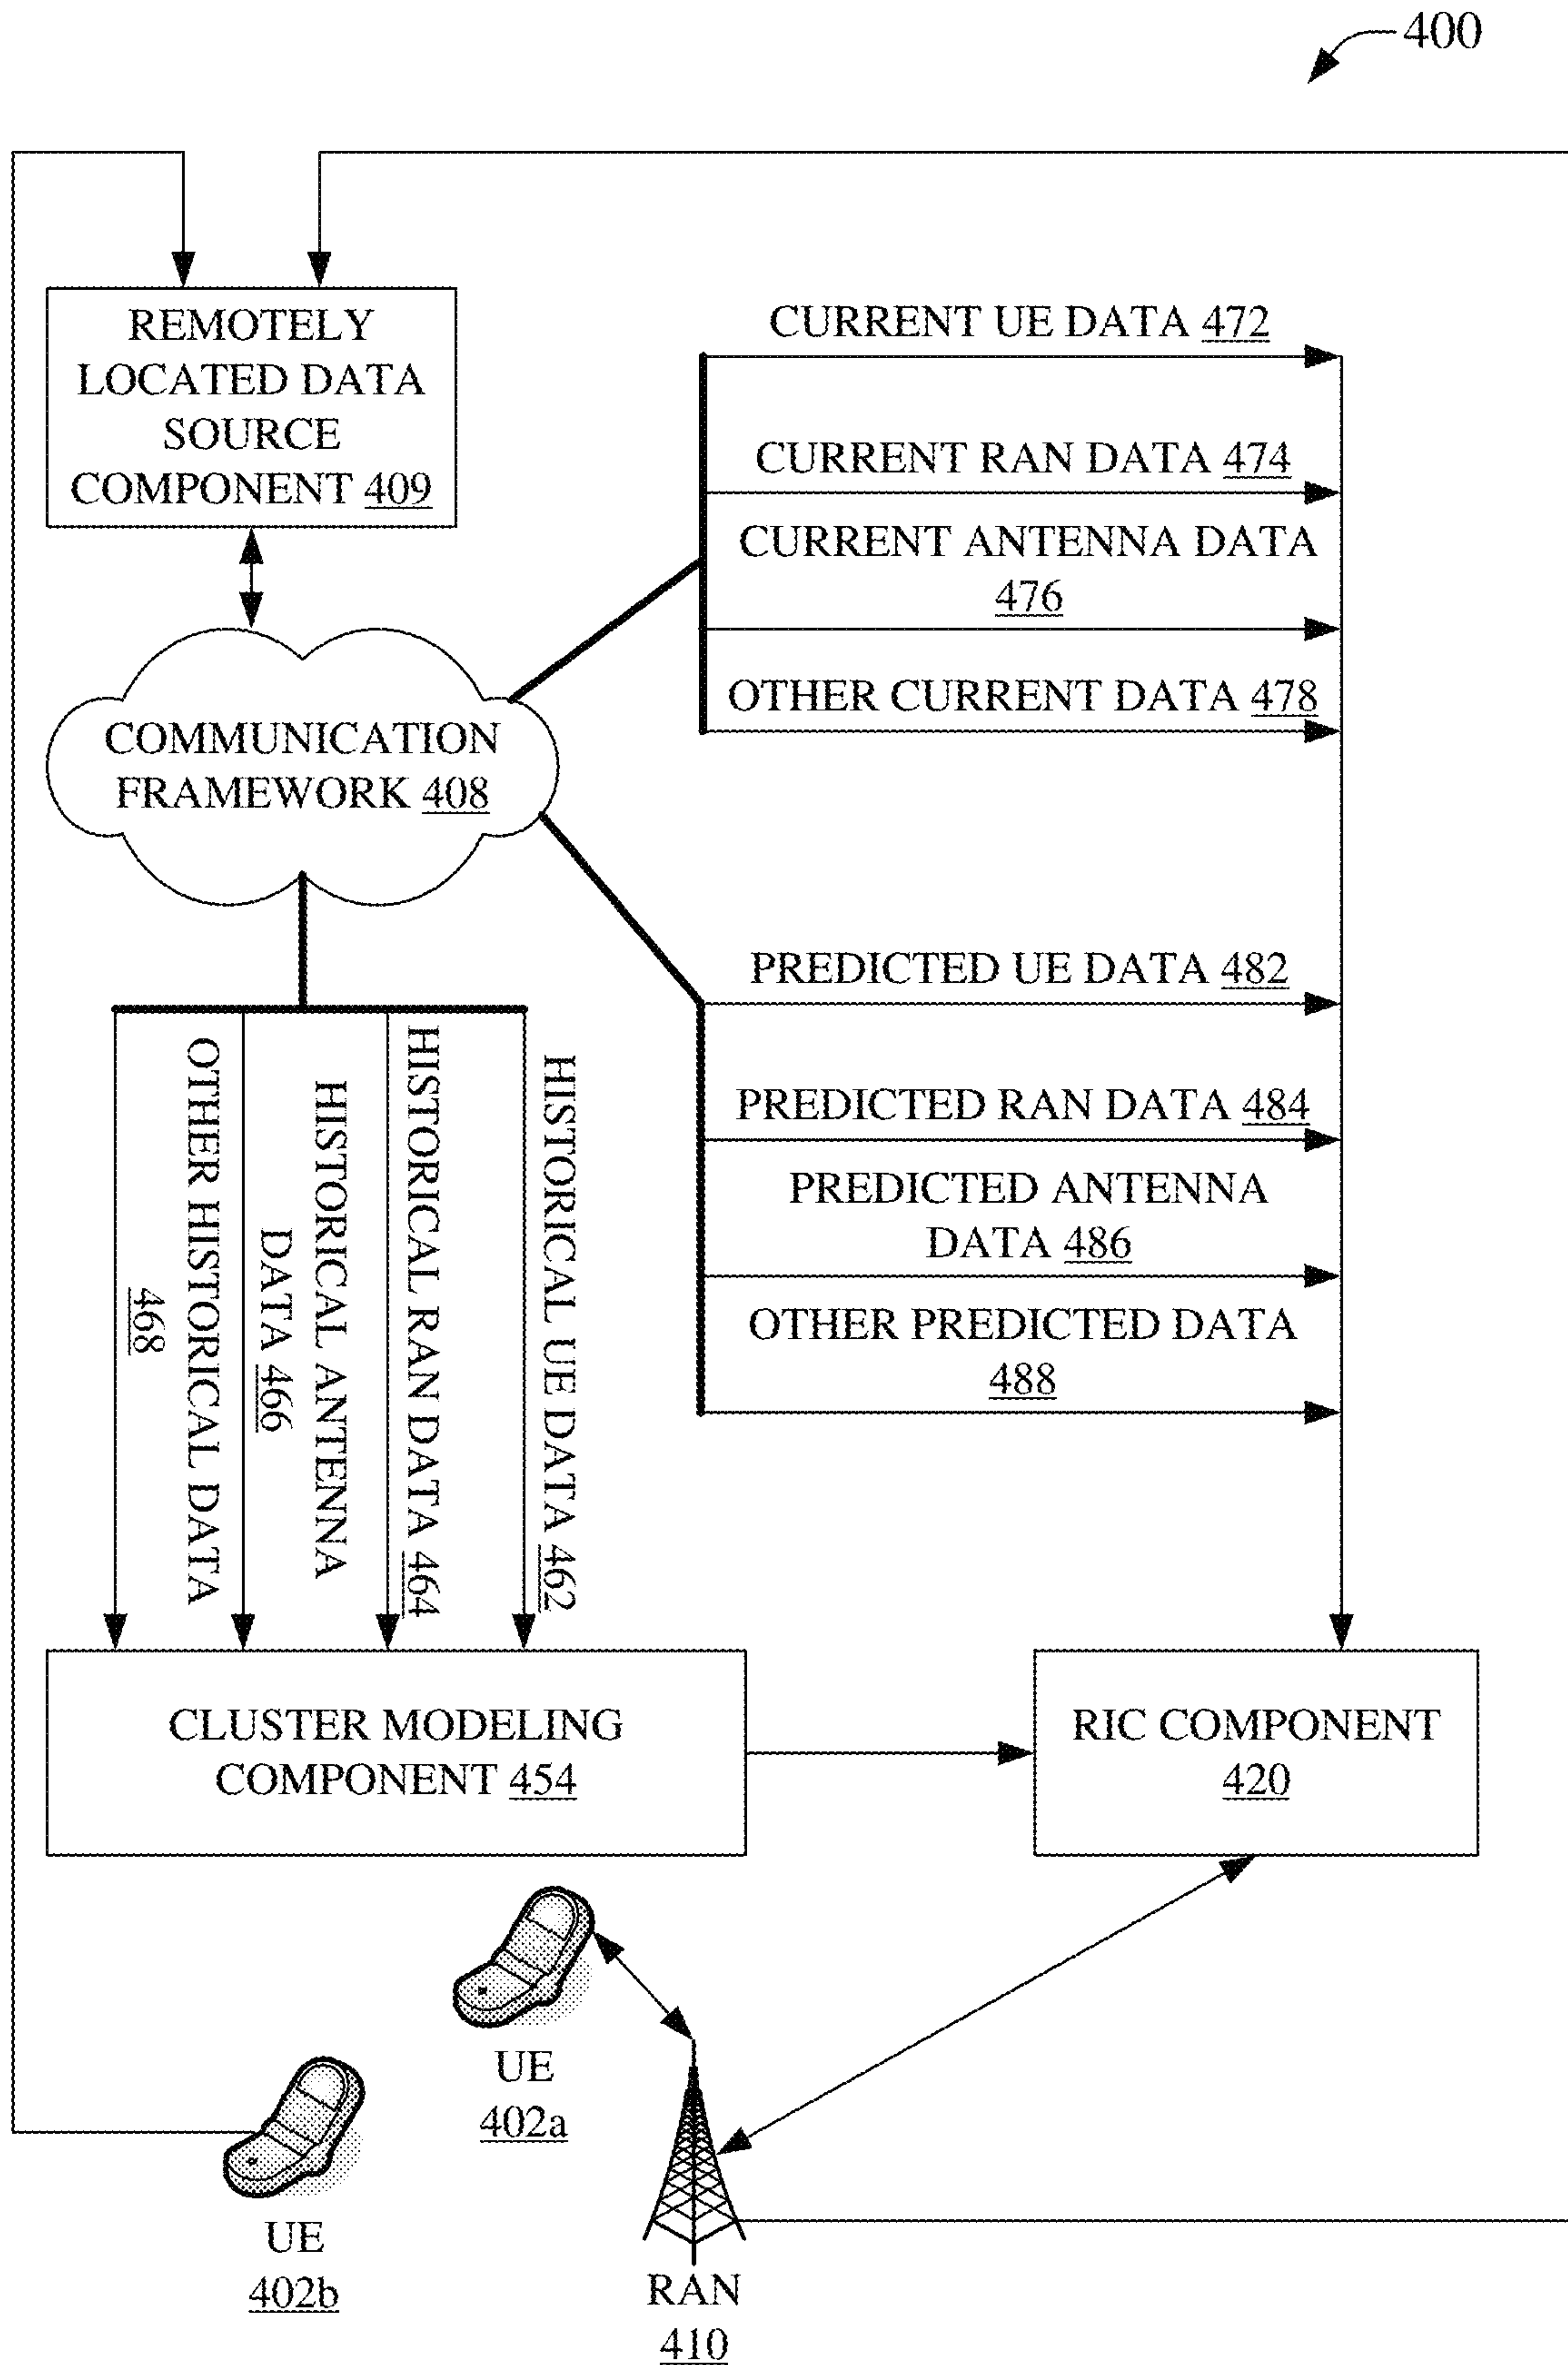 400
REMOTELY
LOCATED DATA
SOURCE
COMPONENT 409
CURRENT UE DATA 472
CURRENT RAN DATA 474
CURRENT ANTENNA DATA
476
OTHER CURRENT DATA 478
COMMUNICATION
FRAMEWORK 408
PREDICTED UE DATA 482
PREDICTED RAN DATA 484
PREDICTED ANTENNA
DATA 486
OTHER PREDICTED DATA
488
HISTORICAL UE DATA 462
HISTORICAL RAN DATA 464
HISTORICAL ANTENNA
DATA 466
OTHER HISTORICAL DATA
468
CLUSTER MODELING
COMPONENT 454
RIC COMPONENT
420
UE
402a
UE
402b
RAN
410